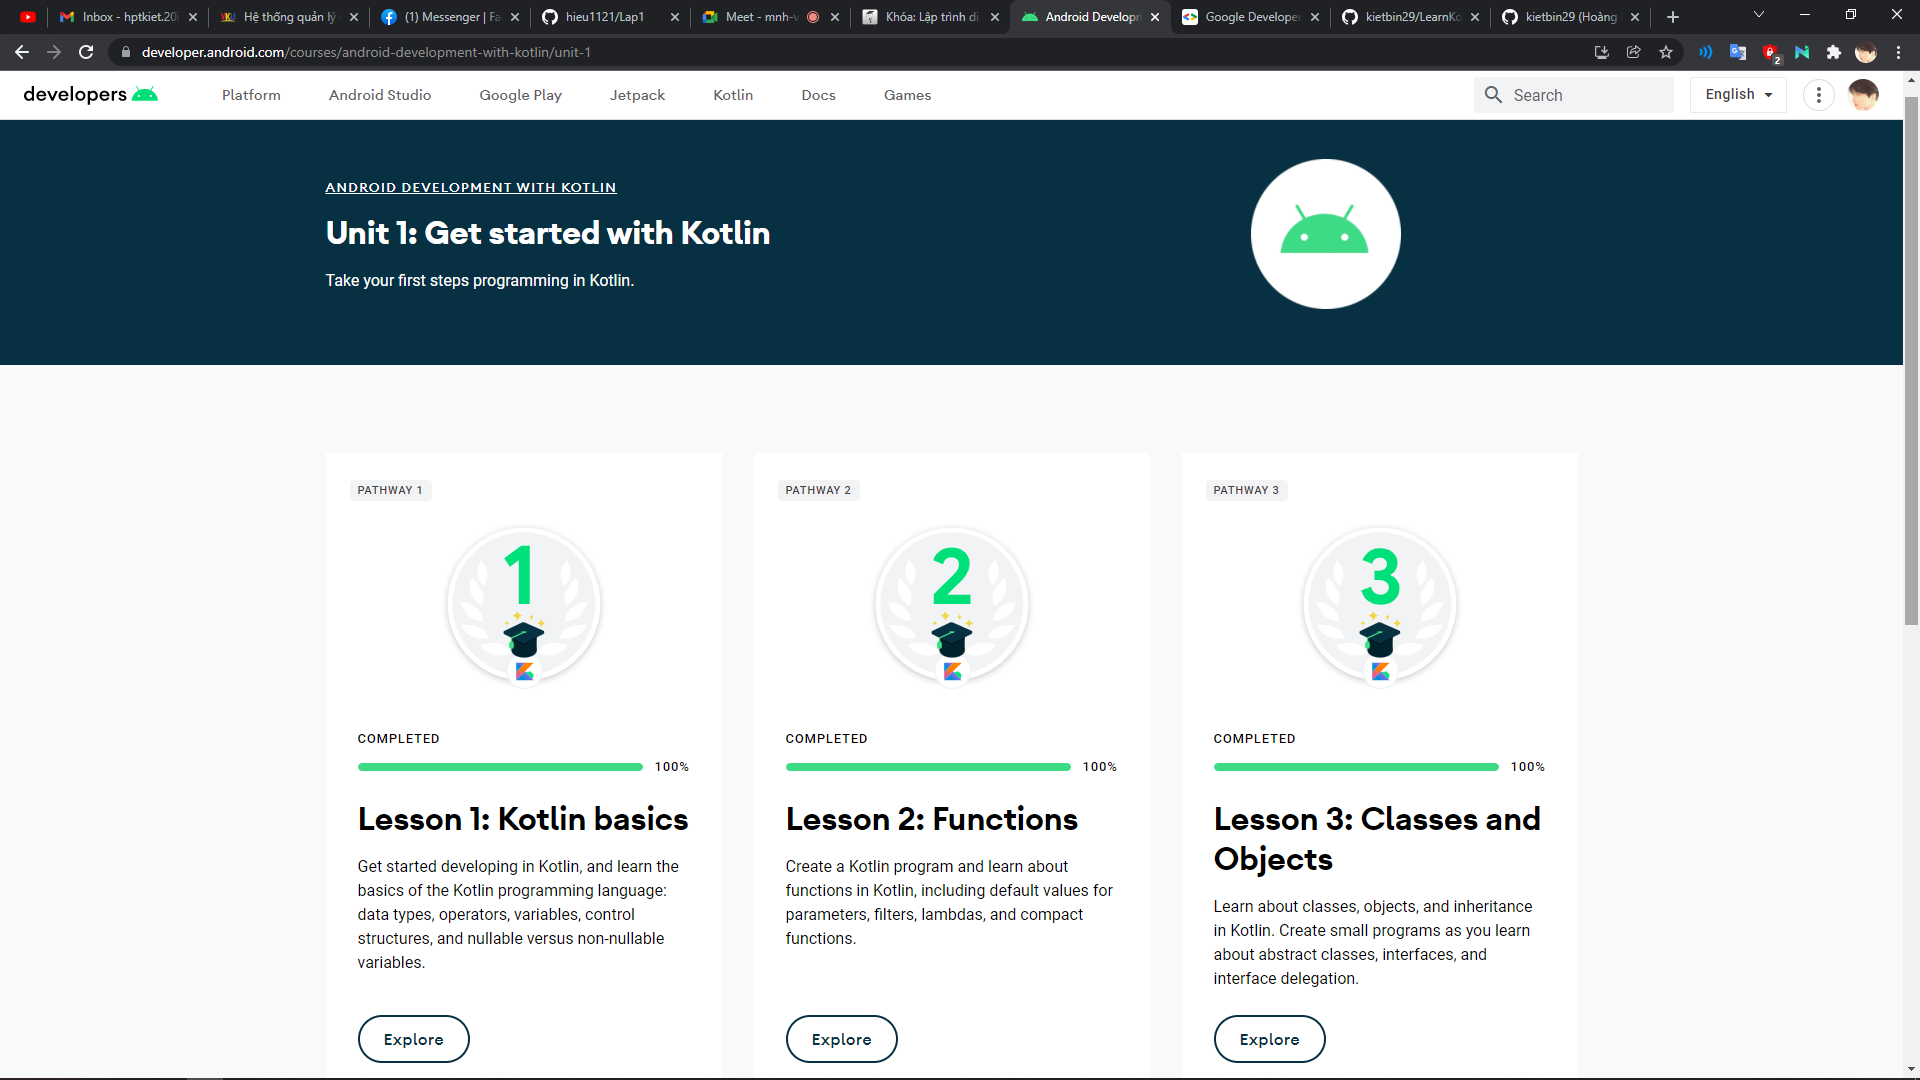 Inbox - hptkiet.20
Hệ thống quản lý
(1) Messenger | Fa
hieu1121/Lap1
Meet - mnh-v
Khóa: Lập trình di
Android Developm
Google Developer
kietbin29/LearnKo
kietbin29 (Hoàng
developer.android.com/courses/android-development-with-kotlin/unit-1
2
developers
Platform
Android Studio
Google Play
Jetpack
Kotlin
Docs
Games
Search
English
ANDROID DEVELOPMENT WITH KOTLIN
Unit 1: Get started with Kotlin
Take your first steps programming in Kotlin.
PATHWAY 1
1
COMPLETED
100%
Lesson 1: Kotlin basics
Get started developing in Kotlin, and learn the
basics of the Kotlin programming language:
data types, operators, variables, control
structures, and nullable versus non-nullable
variables.
Explore
PATHWAY 2
2
COMPLETED
100%
Lesson 2: Functions
Create a Kotlin program and learn about
functions in Kotlin, including default values for
parameters, filters, lambdas, and compact
functions.
Explore
PATHWAY 3
3
COMPLETED
100%
Lesson 3: Classes and
Objects
Learn about classes, objects, and inheritance
in Kotlin. Create small programs as you learn
about abstract classes, interfaces, and
interface delegation.
Explore